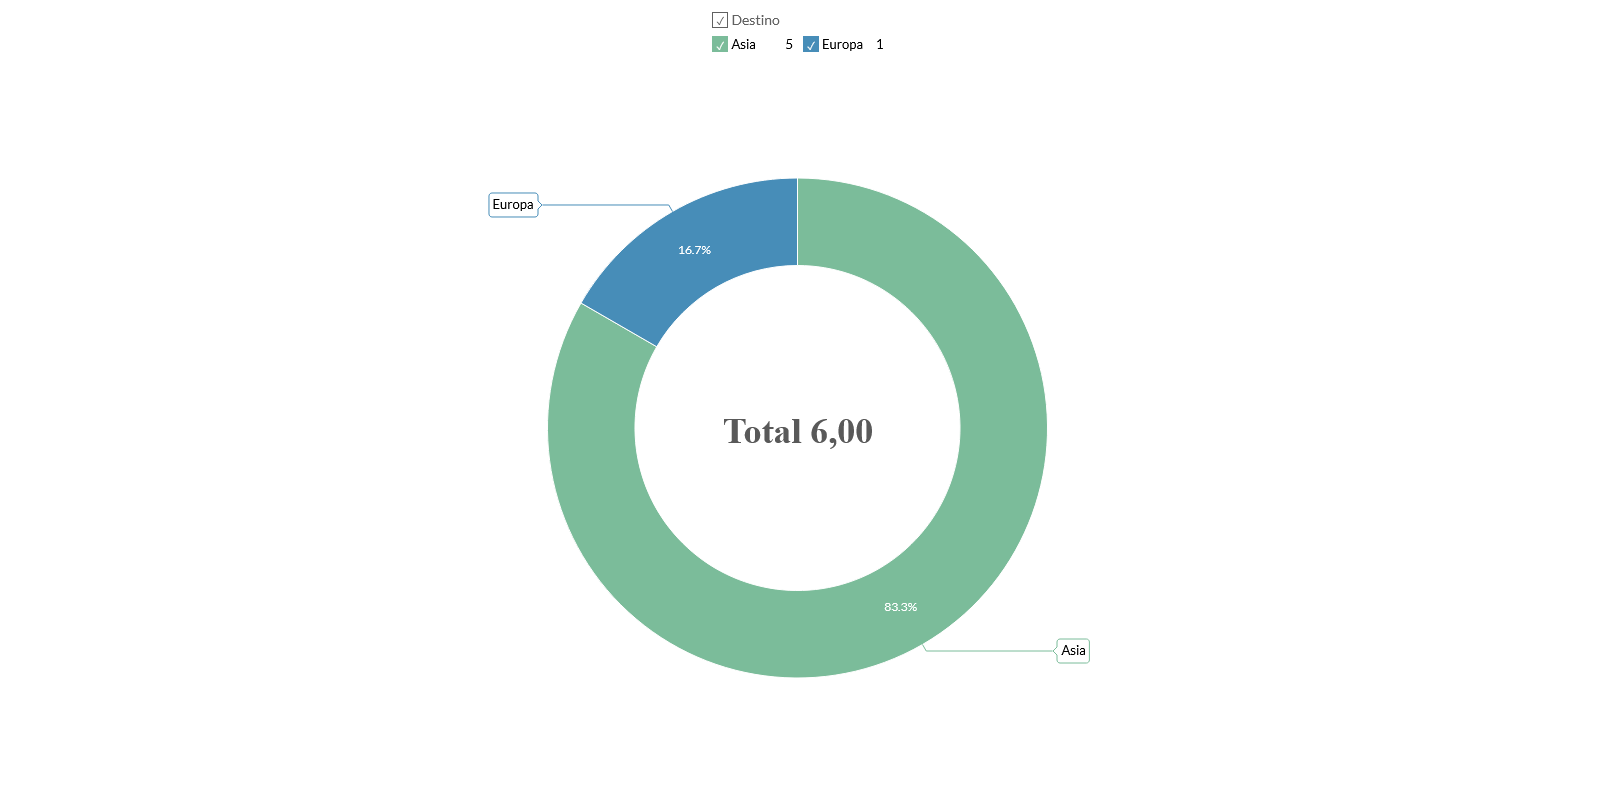 Destino
Asia 5 Europa 1
Europa
16.7%
Total 6,00
83.3%
Asia